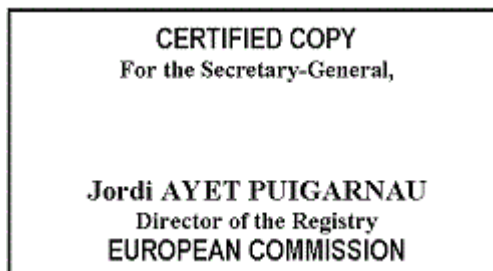 CERTIFIED COPY
For the Secretary-General,
Jordi AYET PUIGARNAU
Director of the Registry
EUROPEAN COMMISSION